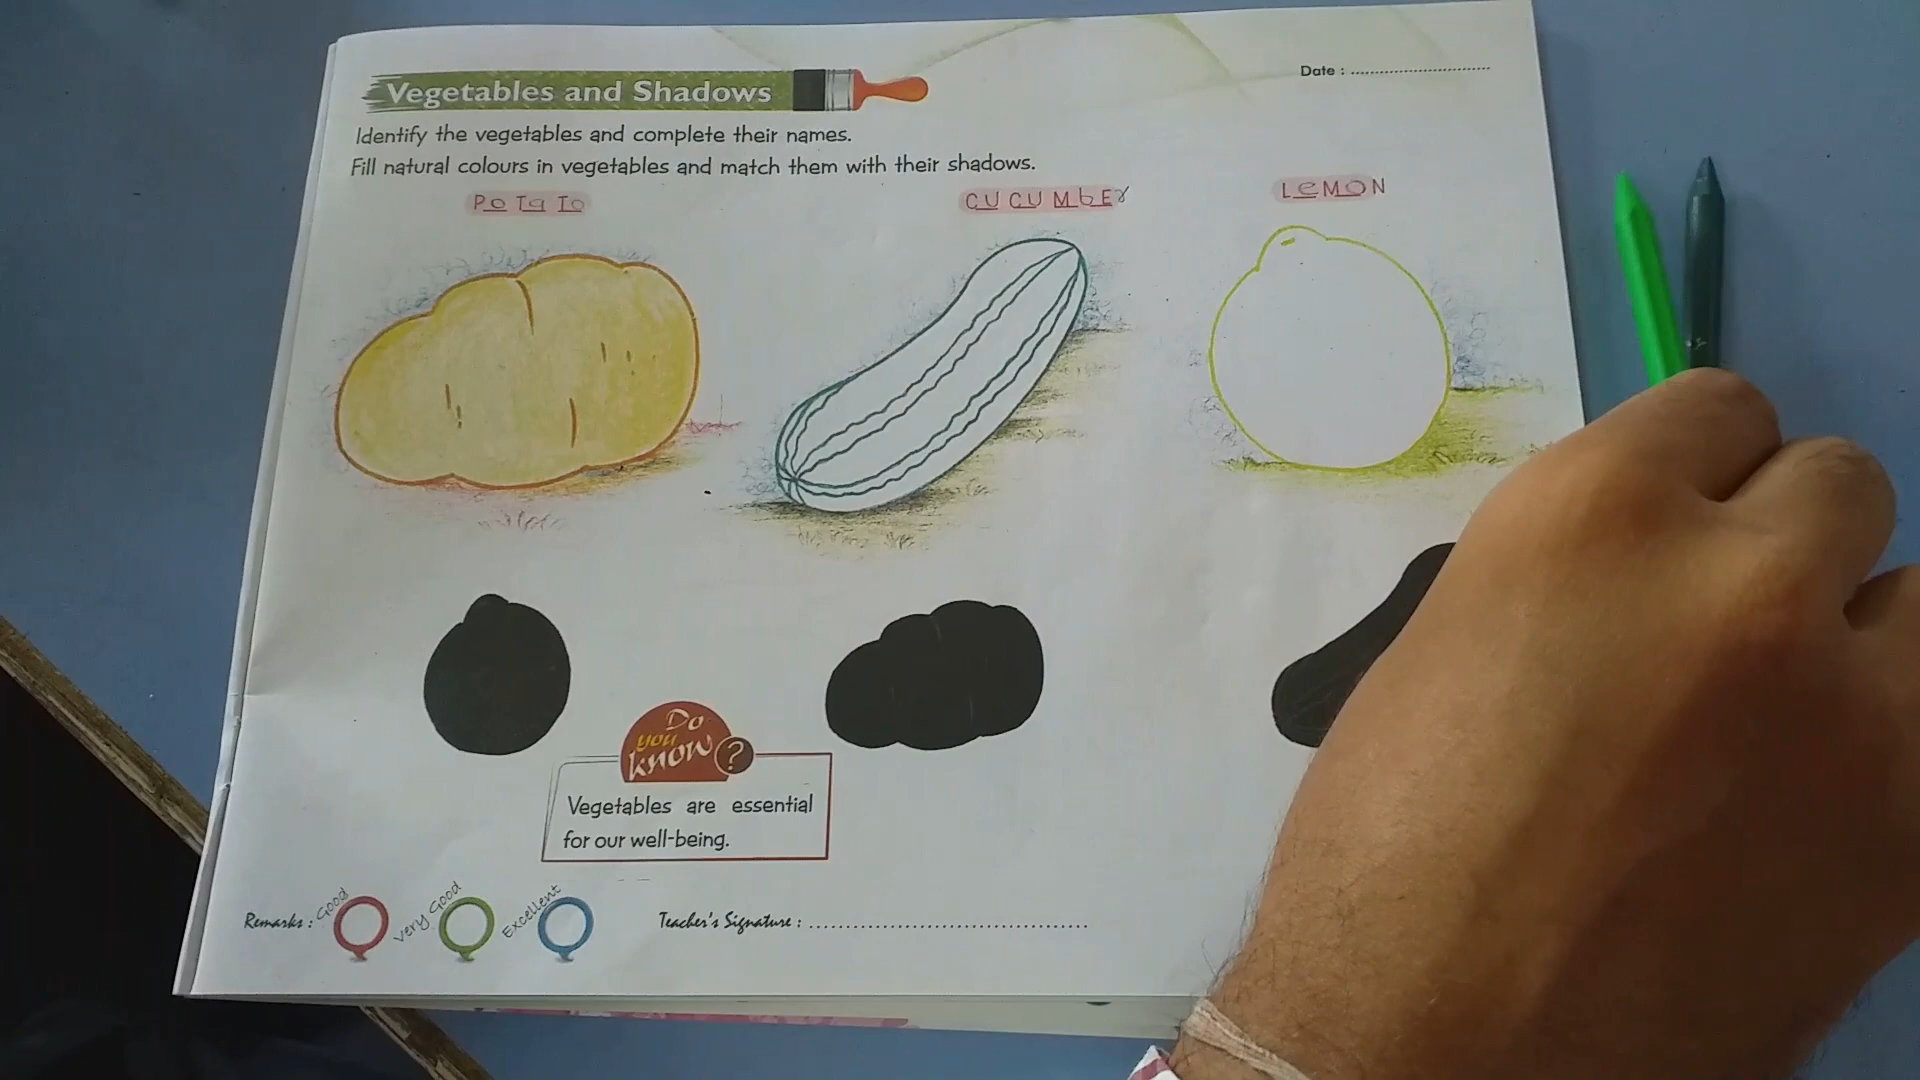 Vegetables and Shadows
Date : ..............................
Identify the vegetables and complete their names.
Fill natural colours in vegetables and match them with their shadows.
PoTaTo
CUCUMbEr
LeMON
Do
you
know ?
Vegetables are essential
for our well-being.
Remarks : Good Very Good Excellent
Teacher's Signature : ......................................